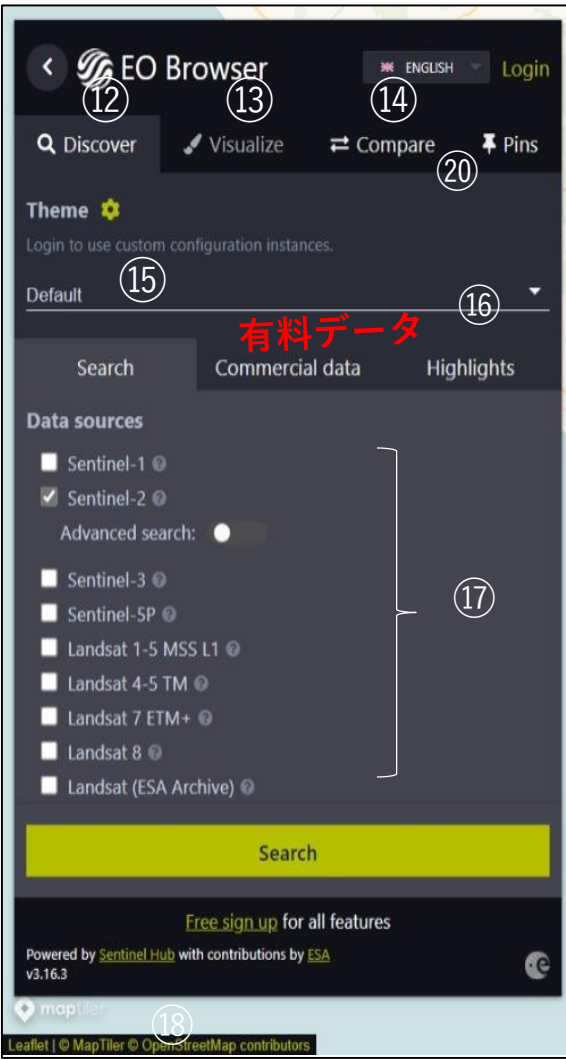 EO Browser ENGLISH Login
⑫ ⑬ ⑭
Discover Visualize Compare Pins
⑳
Theme
Login to use custom configuration instances.
⑮
Default
⑯
有料データ
Search Commercial data Highlights
Data sources
Sentinel-1
Sentinel-2
Advanced search:
Sentinel-3
Sentinel-5P
⑰
Landsat 1-5 MSS L1
Landsat 4-5 TM
Landsat 7 ETM+
Landsat 8
Landsat (ESA Archive)
Search
Free sign up for all features
Powered by Sentinel Hub with contributions by ESA
v3.16.3
maptiler
⑱
Leaflet | © MapTiler © OpenStreetMap contributors